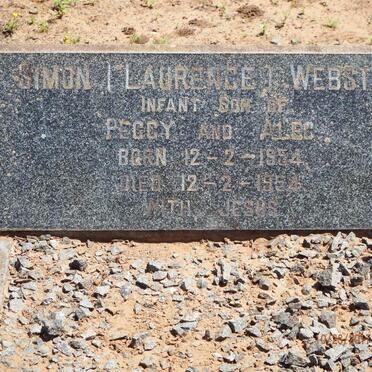 SIMON (LAURENCE) WEBST
INFANT SON OF
PEGGY AND ALEC
BORN 12-2-1954
DIED 12-2-1954
WITH JESUS